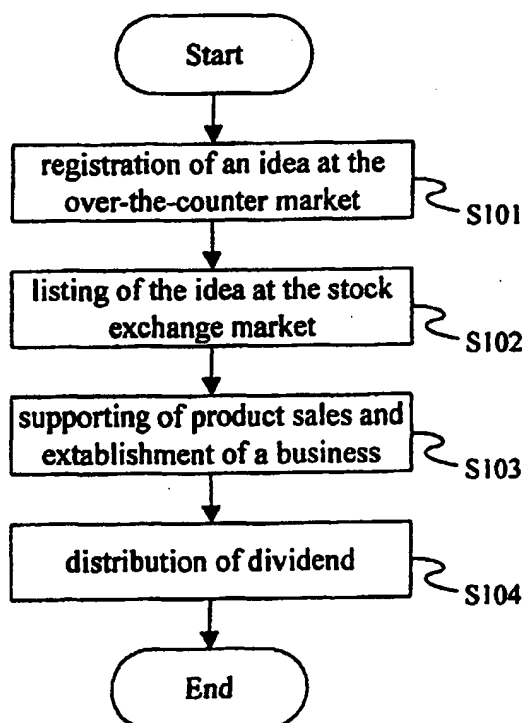 Start
registration of an idea at the
over-the-counter market
S101
listing of the idea at the stock
exchange market
S102
supporting of product sales and
extablishment of a business
S103
distribution of dividend
S104
End